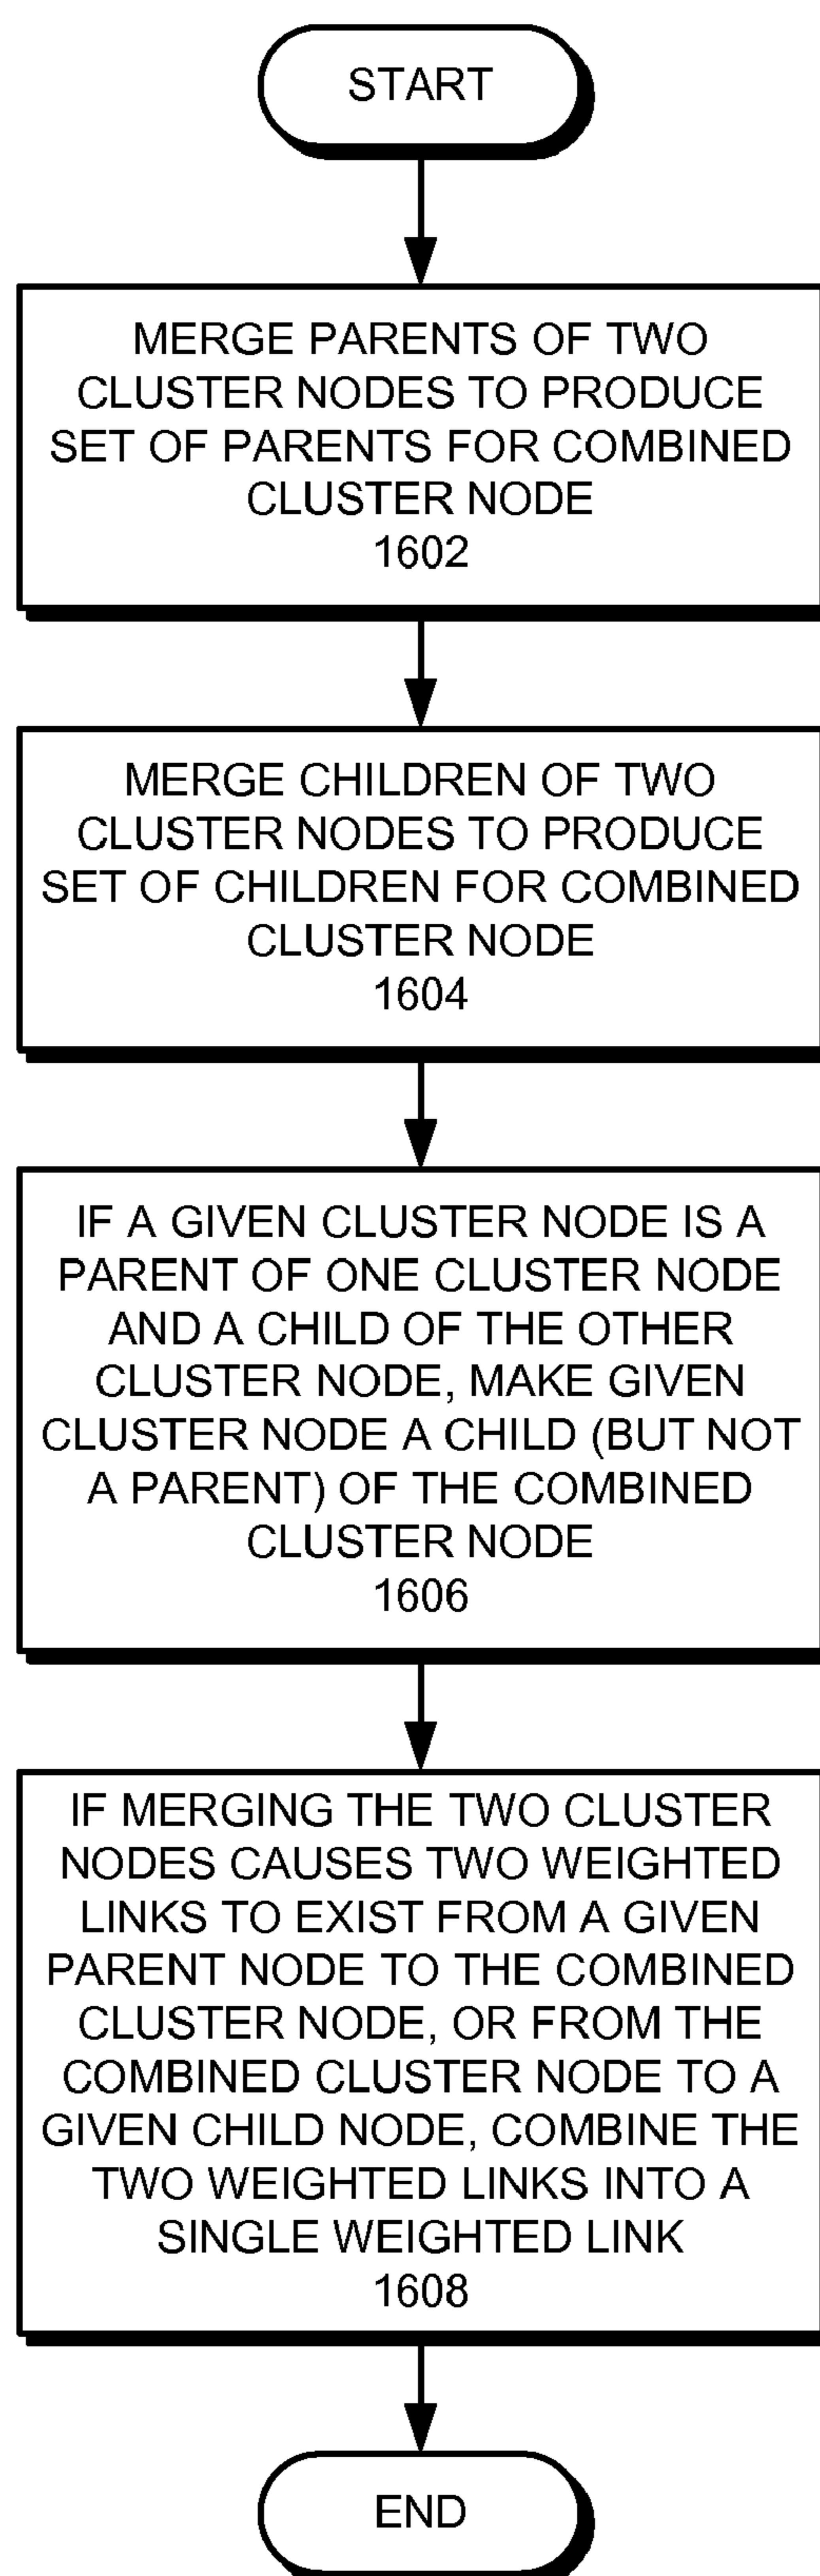 START
MERGE PARENTS OF TWO
CLUSTER NODES TO PRODUCE
SET OF PARENTS FOR COMBINED
CLUSTER NODE
1602
MERGE CHILDREN OF TWO
CLUSTER NODES TO PRODUCE
SET OF CHILDREN FOR COMBINED
CLUSTER NODE
1604
IF A GIVEN CLUSTER NODE IS A
PARENT OF ONE CLUSTER NODE
AND A CHILD OF THE OTHER
CLUSTER NODE, MAKE GIVEN
CLUSTER NODE A CHILD (BUT NOT
A PARENT) OF THE COMBINED
CLUSTER NODE
1606
IF MERGING THE TWO CLUSTER
NODES CAUSES TWO WEIGHTED
LINKS TO EXIST FROM A GIVEN
PARENT NODE TO THE COMBINED
CLUSTER NODE, OR FROM THE
COMBINED CLUSTER NODE TO A
GIVEN CHILD NODE, COMBINE THE
TWO WEIGHTED LINKS INTO A
SINGLE WEIGHTED LINK
1608
END